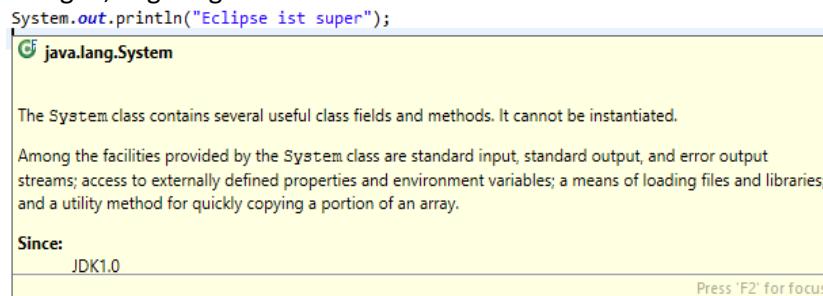 System.out.println("Eclipse ist super");
java.lang.System
The System class contains several useful class fields and methods. It cannot be instantiated.
Among the facilities provided by the System class are standard input, standard output, and error output
streams; access to externally defined properties and environment variables; a means of loading files and libraries;
and a utility method for quickly copying a portion of an array.
Since:
JDK1.0
Press 'F2' for focus